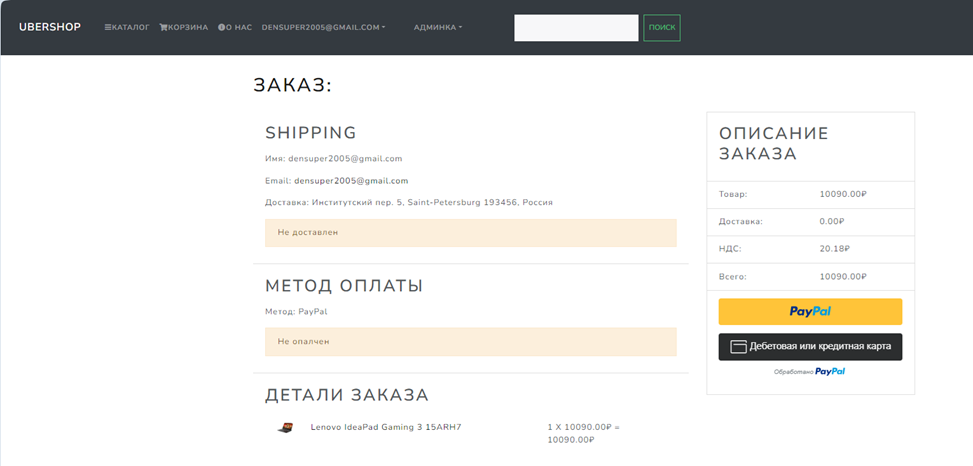 UBERSHOP КАТАЛОГ КОРЗИНА О НАС DENSUPER2005@GMAIL.COM АДМИНКА ПОИСК
ЗАКАЗ:
SHIPPING
Имя: densuper2005@gmail.com
Email: densuper2005@gmail.com
Доставка: Институтский пер. 5, Saint-Petersburg 193456, Россия
Не доставлен
МЕТОД ОПЛАТЫ
Метод: PayPal
Не опалчен
ДЕТАЛИ ЗАКАЗА
Lenovo IdeaPad Gaming 3 15ARH7
1 X 10090.00₽ =
10090.00₽
ОПИСАНИЕ
ЗАКАЗА
Товар: 10090.00₽
Доставка: 0.00₽
НДС: 20.18₽
Всего: 10090.00₽
PayPal
Дебетовая или кредитная карта
Обработано PayPal